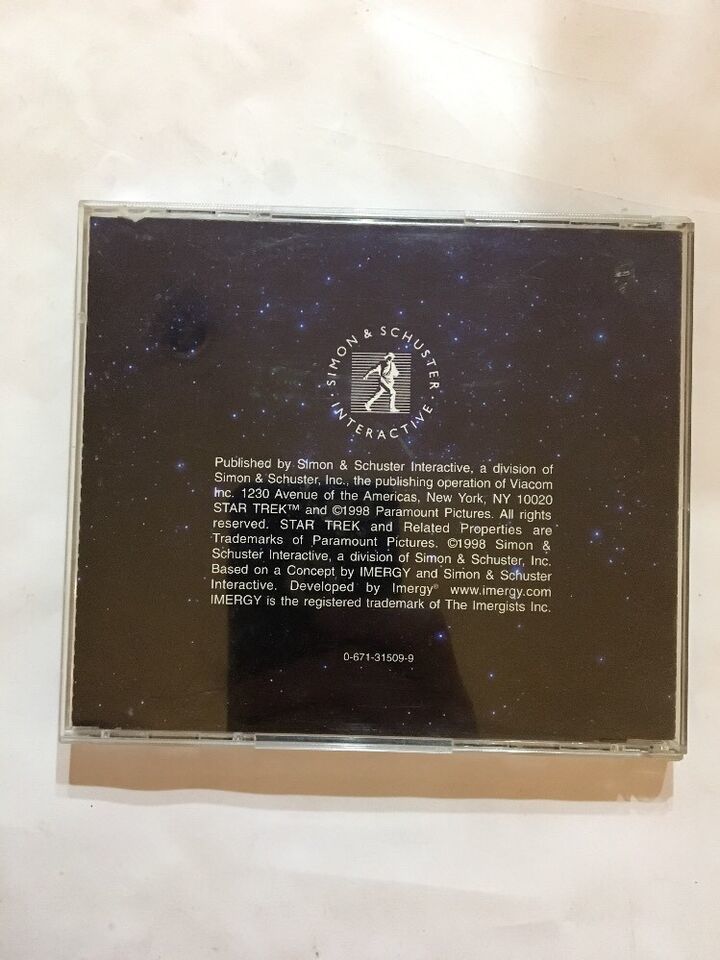 SIMON & SCHUSTER
INTERACTIVE
Published by Simon & Schuster Interactive, a division of
Simon & Schuster, Inc., the publishing operation of Viacom
Inc. 1230 Avenue of the Americas, New York, NY 10020
STAR TREK™ and ©1998 Paramount Pictures. All rights
reserved. STAR TREK and Related Properties are
Trademarks of Paramount Pictures. ©1998 Simon &
Schuster Interactive, a division of Simon & Schuster, Inc.
Based on a Concept by IMERGY and Simon & Schuster
Interactive. Developed by Imergy® www.imergy.com
IMERGY is the registered trademark of The Imergists Inc.
0-671-31509-9